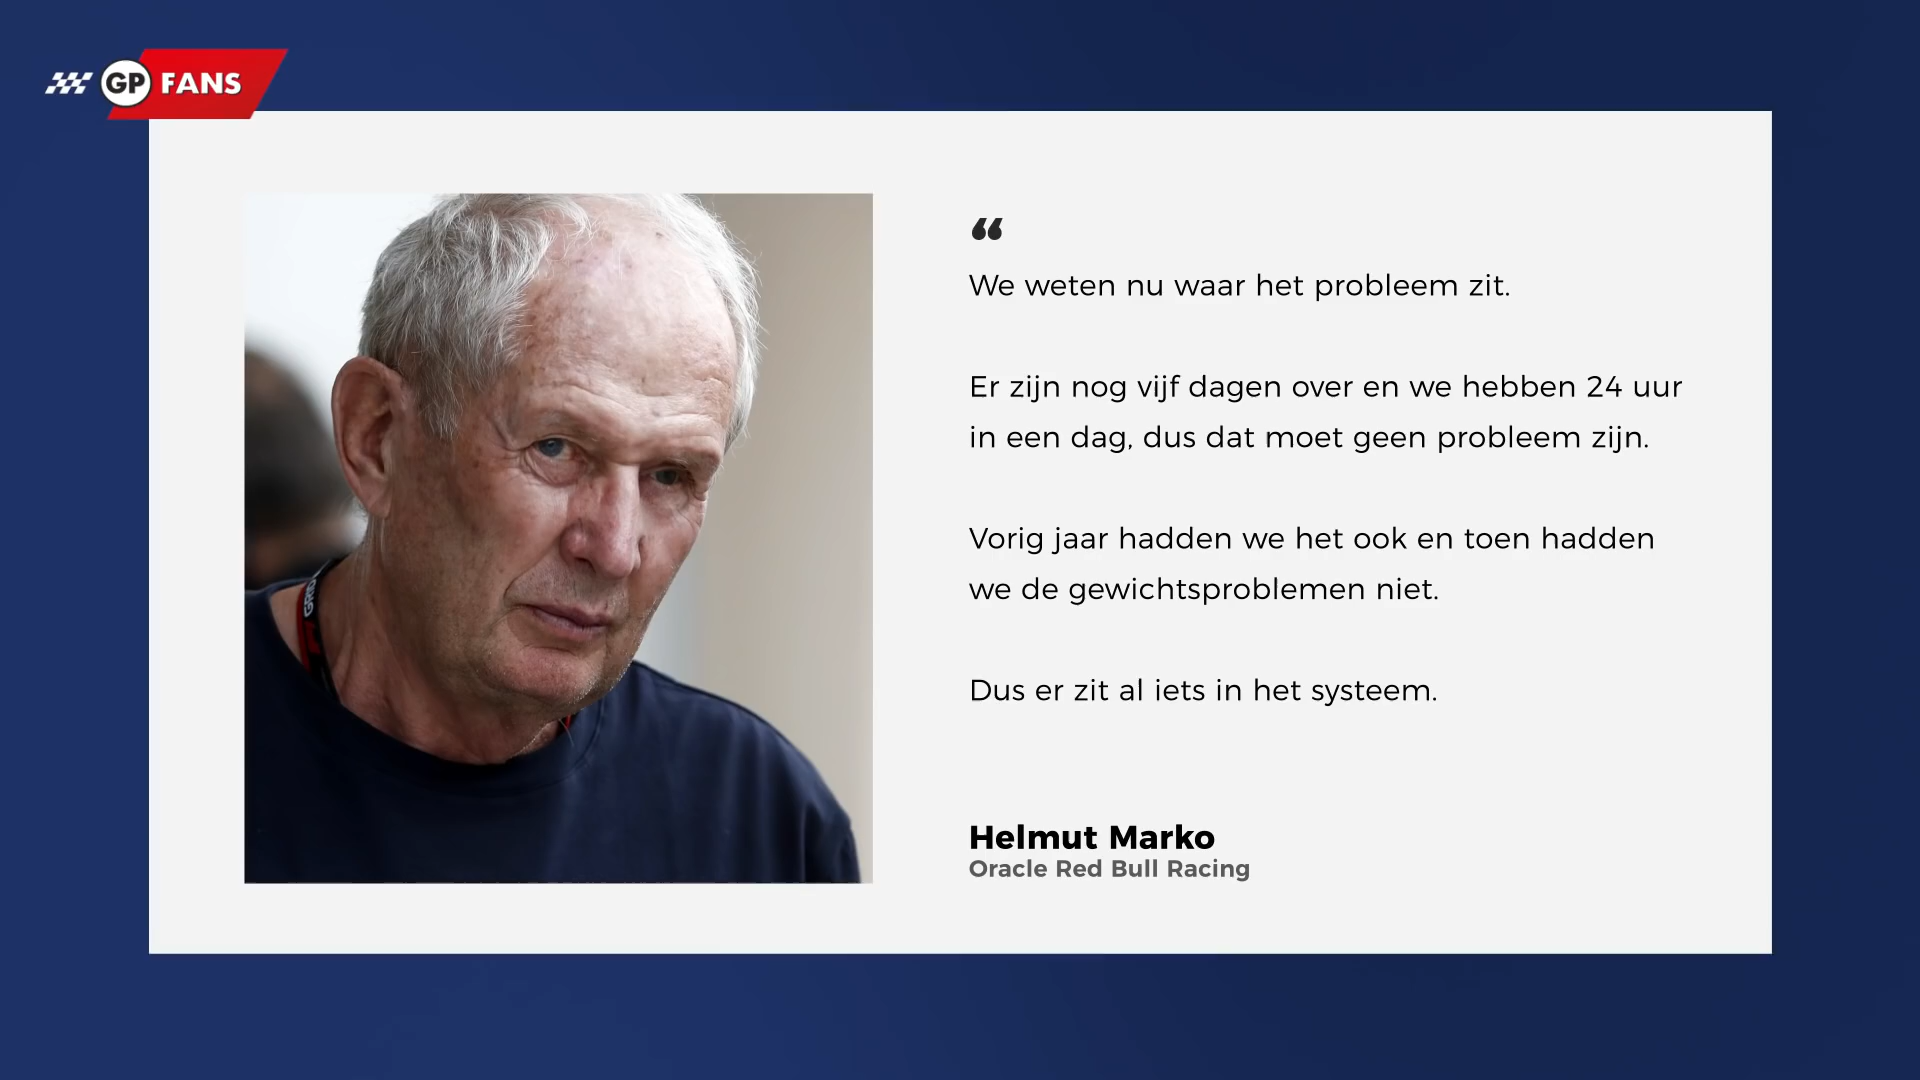 GP FANS
“
We weten nu waar het probleem zit.
Er zijn nog vijf dagen over en we hebben 24 uur
in een dag, dus dat moet geen probleem zijn.
Vorig jaar hadden we het ook en toen hadden
we de gewichtsproblemen niet.
Dus er zit al iets in het systeem.
Helmut Marko
Oracle Red Bull Racing